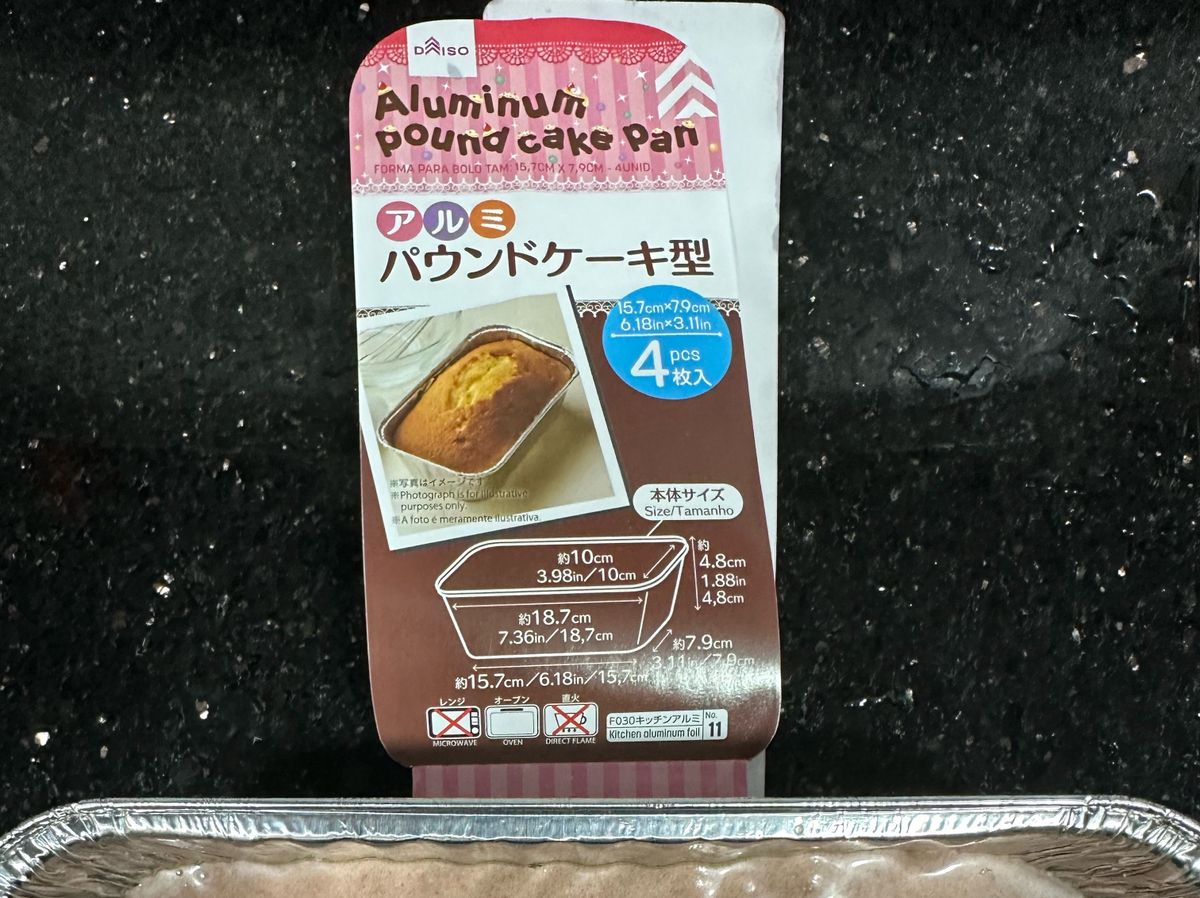 DAISO
Aluminum
pound cake pan
FORMA PARA BOLO TAM: 15,7CM X 7,9CM - 4UNID.
アルミ
パウンドケーキ型
15.7cm×7.9cm
6.18in×3.11in
4 pcs
枚入
※写真はイメージです。
※Photograph is for illustrative
purposes only.
※A foto é meramente ilustrativa.
本体サイズ
Size/Tamanho
約10cm
3.98in/10cm
約
4.8cm
1.88in
4,8cm
約18.7cm
7.36in/18,7cm
約7.9cm
3.11in/7,9cm
約15.7cm/6.18in/15,7cm
レンジ
MICROWAVE
オーブン
OVEN
直火
DIRECT FLAME
F030キッチンアルミ
Kitchen aluminum foil
No.
11